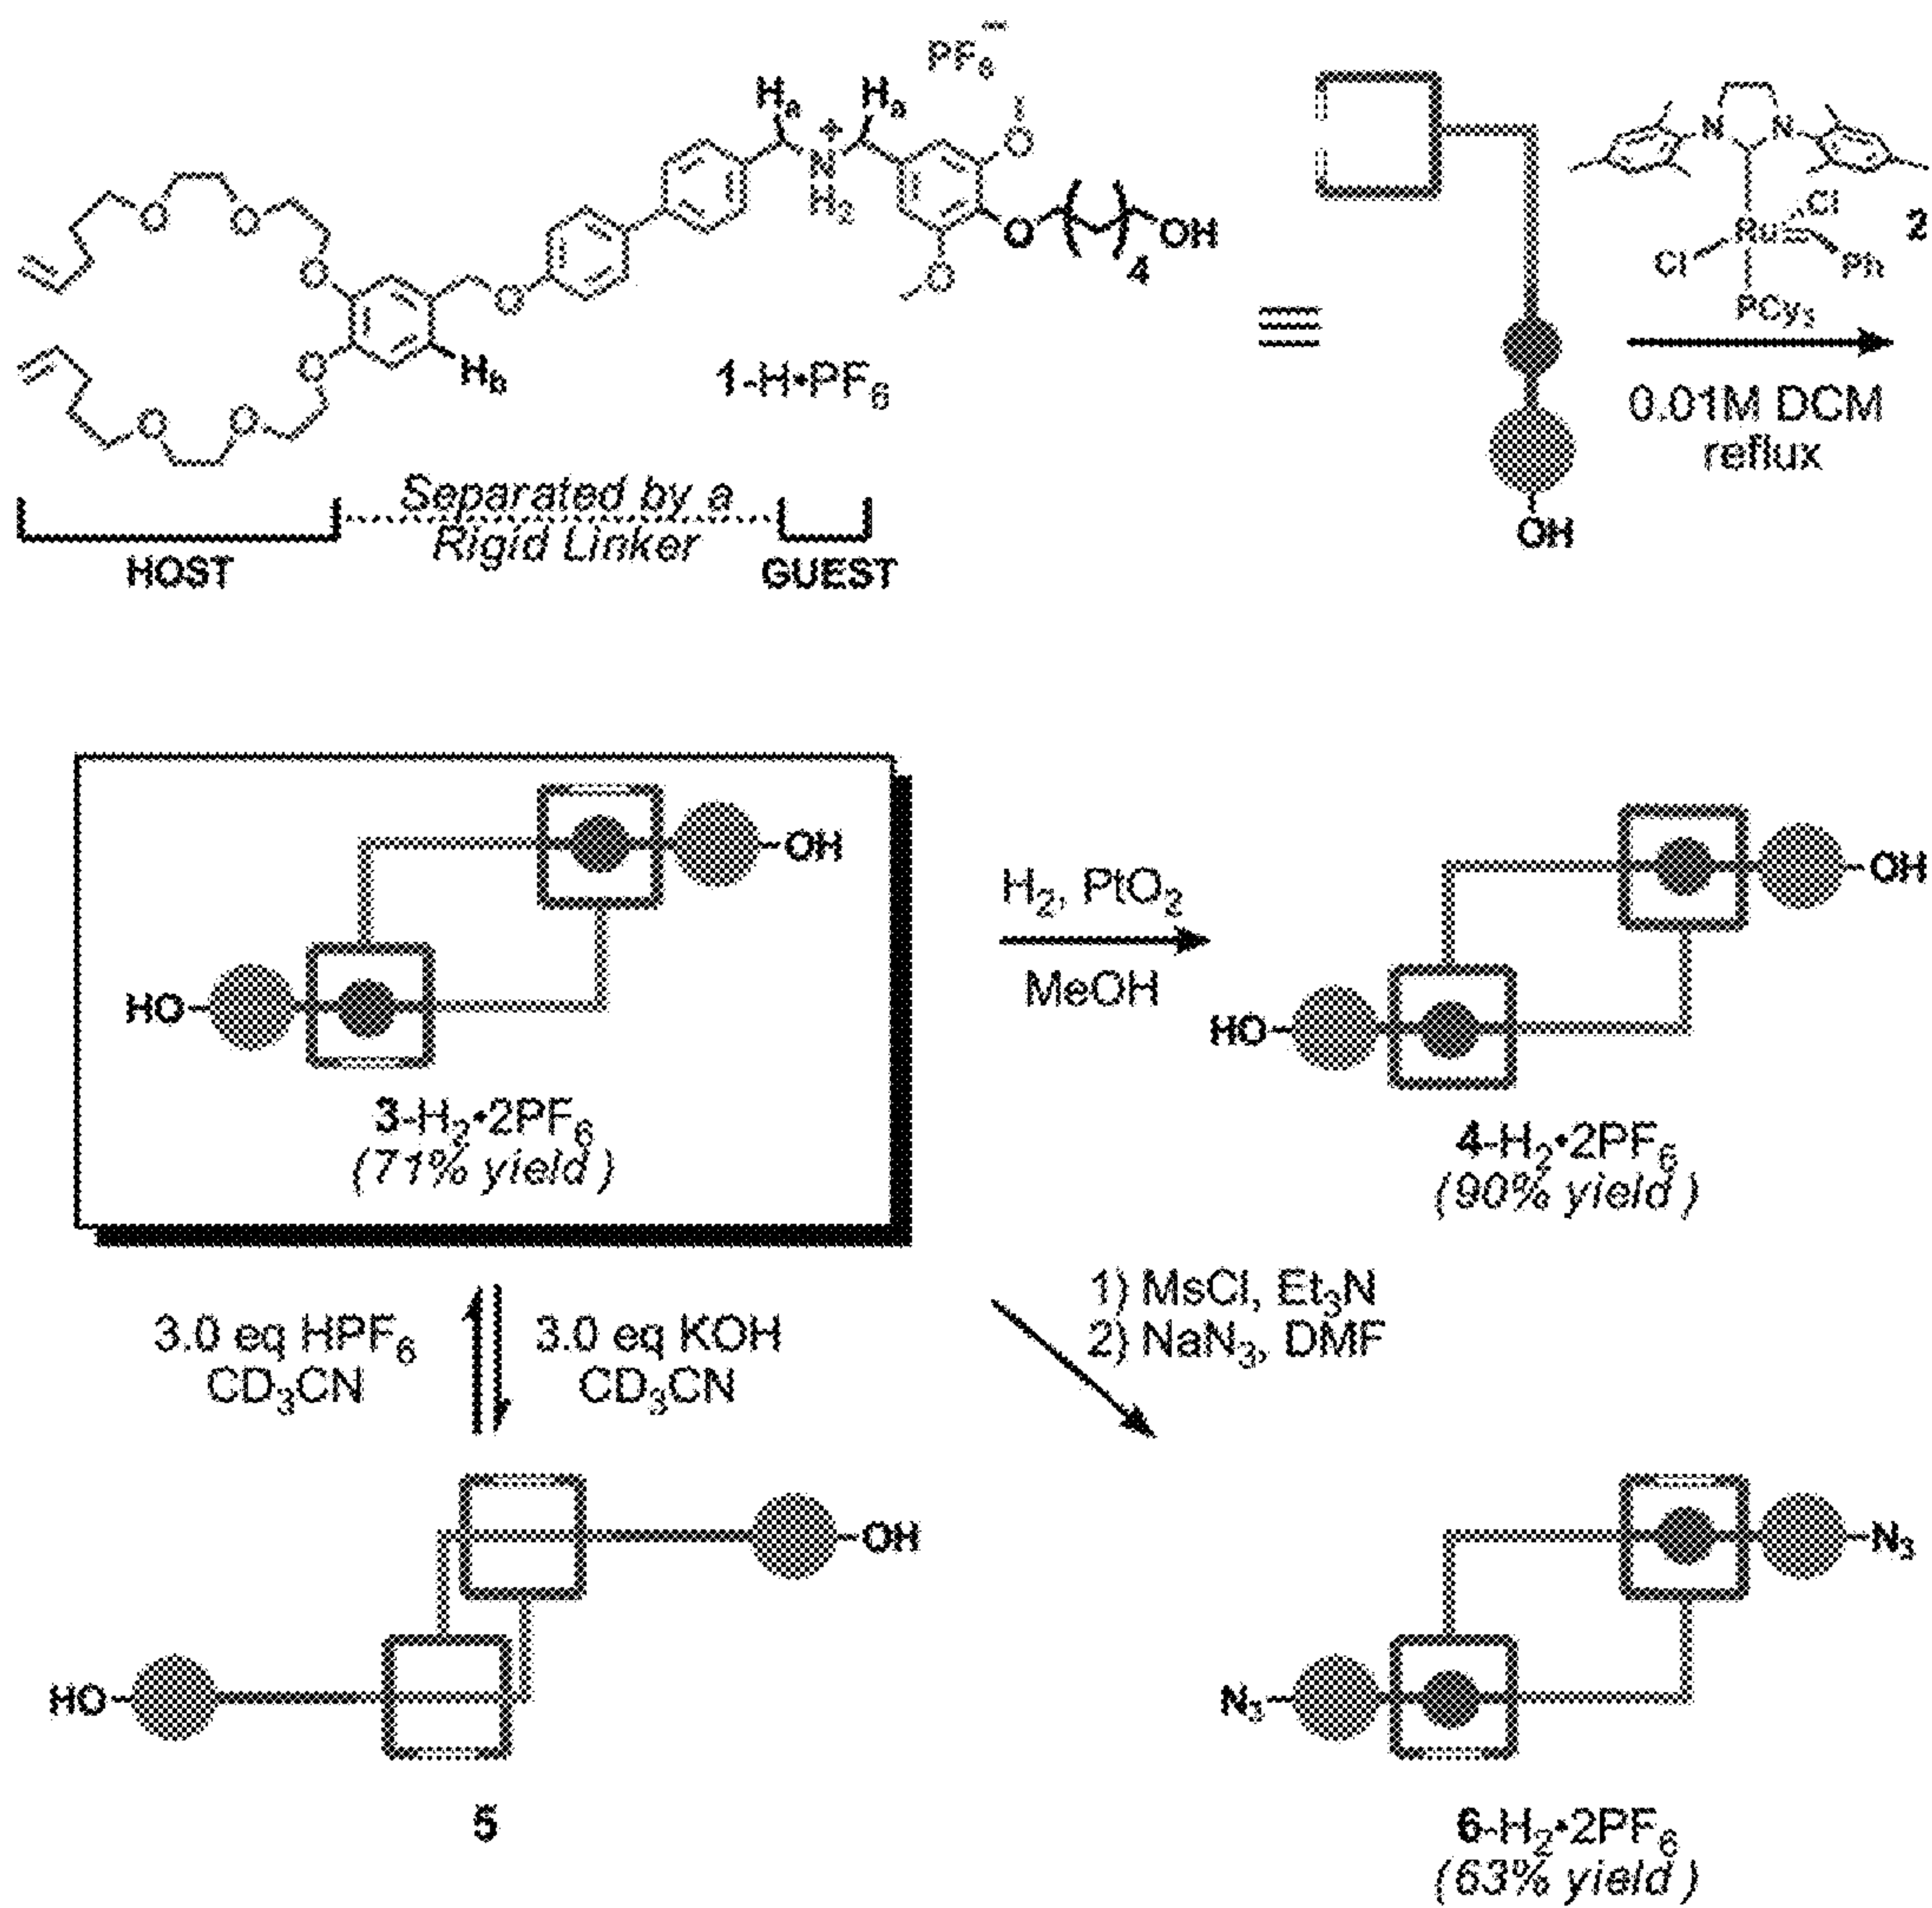 PF₆⁻
Hₐ Hₐ
N⁺
H₂
O
O O
O
O
OH
4
O
O
O
O O
H_b
1-H•PF₆
HOST
Separated by a
Rigid Linker
GUEST
OH
N N
Cl
Ru
Cl
Ph
PCy₃
2
0.01M DCM
reflux
OH
HO
3-H₂•2PF₆
(71% yield)
H₂, PtO₂
MeOH
OH
HO
4-H₂•2PF₆
(90% yield)
3.0 eq HPF₆
CD₃CN
3.0 eq KOH
CD₃CN
1) MsCl, Et₃N
2) NaN₃, DMF
OH
HO
5
N₃
N₃
6-H₂•2PF₆
(63% yield)